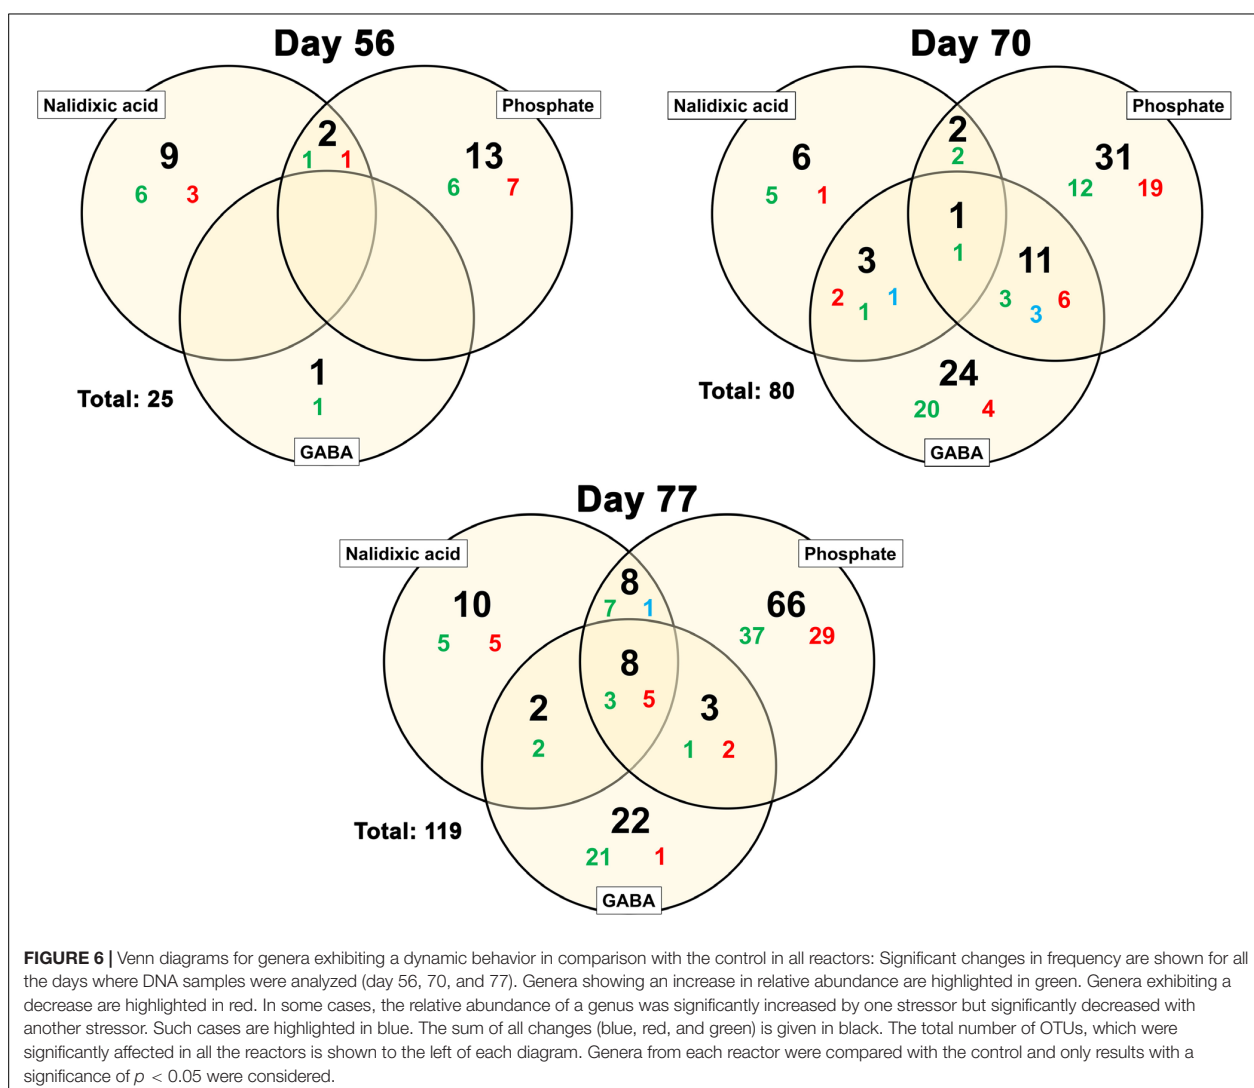 Day 56
Nalidixic acid
Phosphate
2
1 1
9
6 3
13
6 7
1
1
Total: 25
GABA
Day 70
Nalidixic acid
Phosphate
2
2
6
5 1
31
12 19
1
1
3
2 1 1
11
3 3 6
24
20 4
Total: 80
GABA
Day 77
Nalidixic acid
Phosphate
8
7 1
10
5 5
66
37 29
8
3 5
2
2
3
1 2
22
21 1
Total: 119
GABA
FIGURE 6 | Venn diagrams for genera exhibiting a dynamic behavior in comparison with the control in all reactors: Significant changes in frequency are shown for all
the days where DNA samples were analyzed (day 56, 70, and 77). Genera showing an increase in relative abundance are highlighted in green. Genera exhibiting a
decrease are highlighted in red. In some cases, the relative abundance of a genus was significantly increased by one stressor but significantly decreased with
another stressor. Such cases are highlighted in blue. The sum of all changes (blue, red, and green) is given in black. The total number of OTUs, which were
significantly affected in all the reactors is shown to the left of each diagram. Genera from each reactor were compared with the control and only results with a
significance of p < 0.05 were considered.